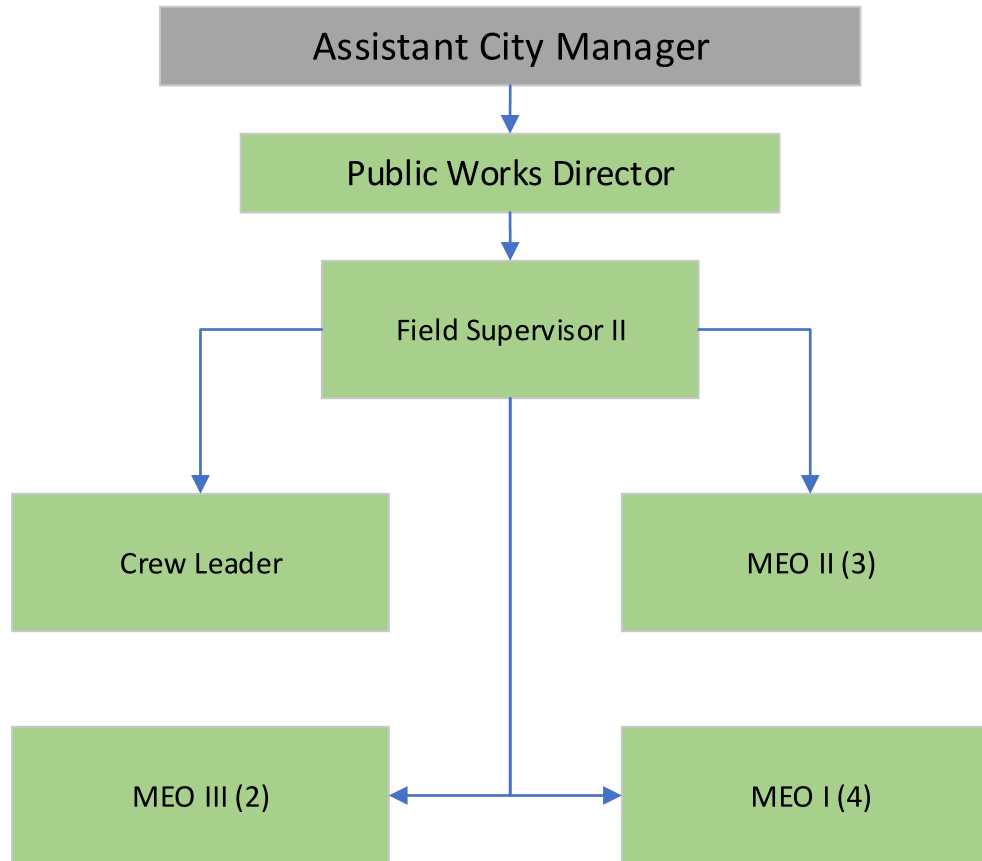 Assistant City Manager
Public Works Director
Field Supervisor II
Crew Leader
MEO II (3)
MEO III (2)
MEO I (4)